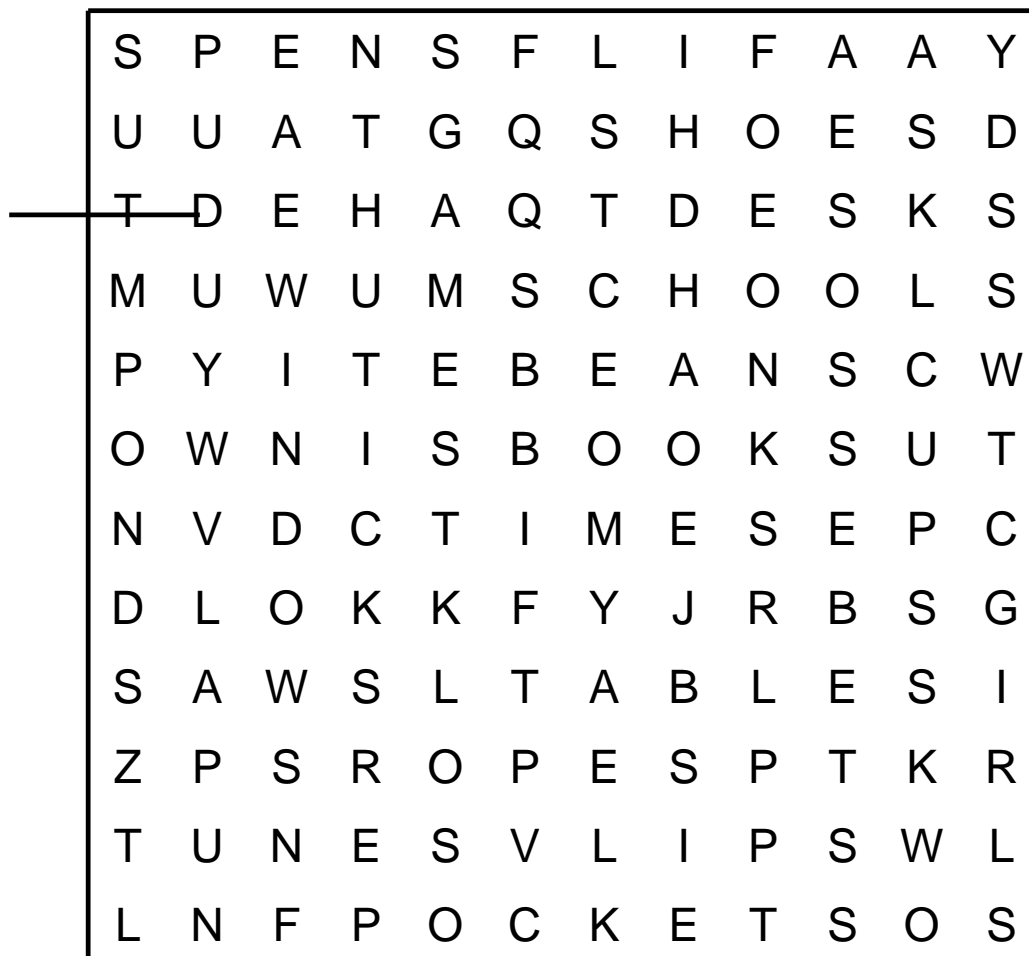 S P E N S F L I F A A Y
U U A T G Q S H O E S D
T D E H A Q T D E S K S
M U W U M S C H O O L S
P Y I T E B E A N S C W
O W N I S B O O K S U T
N V D C T I M E S E P C
D L O K K F Y J R B S G
S A W S L T A B L E S I
Z P S R O P E S P T K R
T U N E S V L I P S W L
L N F P O C K E T S O S